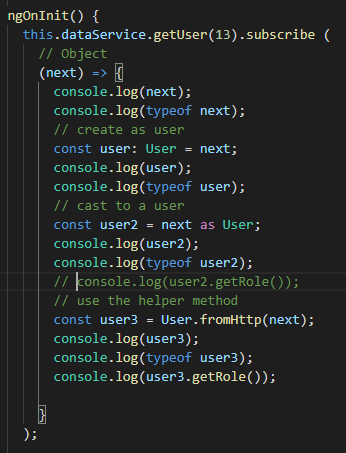 ngOnInit() {
this.dataService.getUser(13).subscribe (
// Object
(next) => {
console.log(next);
console.log(typeof next);
// create as user
const user: User = next;
console.log(user);
console.log(typeof user);
// cast to a user
const user2 = next as User;
console.log(user2);
console.log(typeof user2);
// console.log(user2.getRole());
// use the helper method
const user3 = User.fromHttp(next);
console.log(user3);
console.log(typeof user3);
console.log(user3.getRole());
}
);